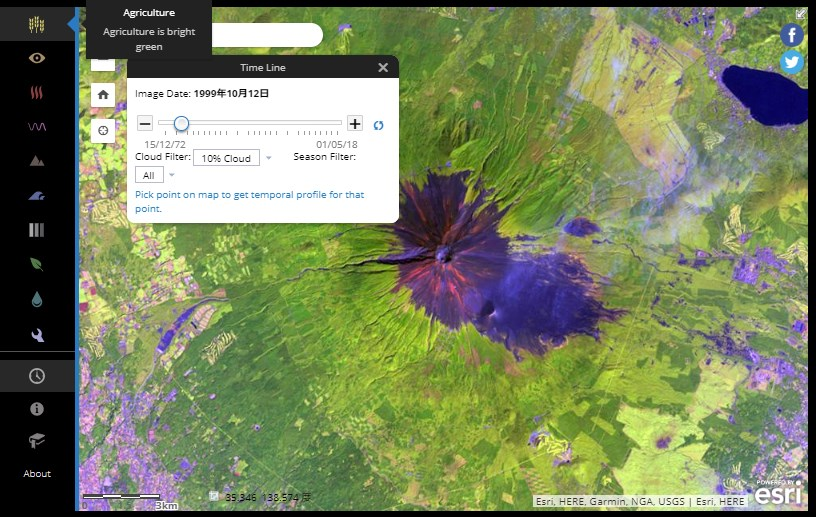 Agriculture
Agriculture is bright
green
Time Line
Image Date: 1999年10月12日
15/12/72
01/05/18
Cloud Filter:
10% Cloud
Season Filter:
All
Pick point on map to get temporal profile for that
point.
About
3km
35.346 138.574 度
Esri, HERE, Garmin, NGA, USGS | Esri, HERE
POWERED BY
esri